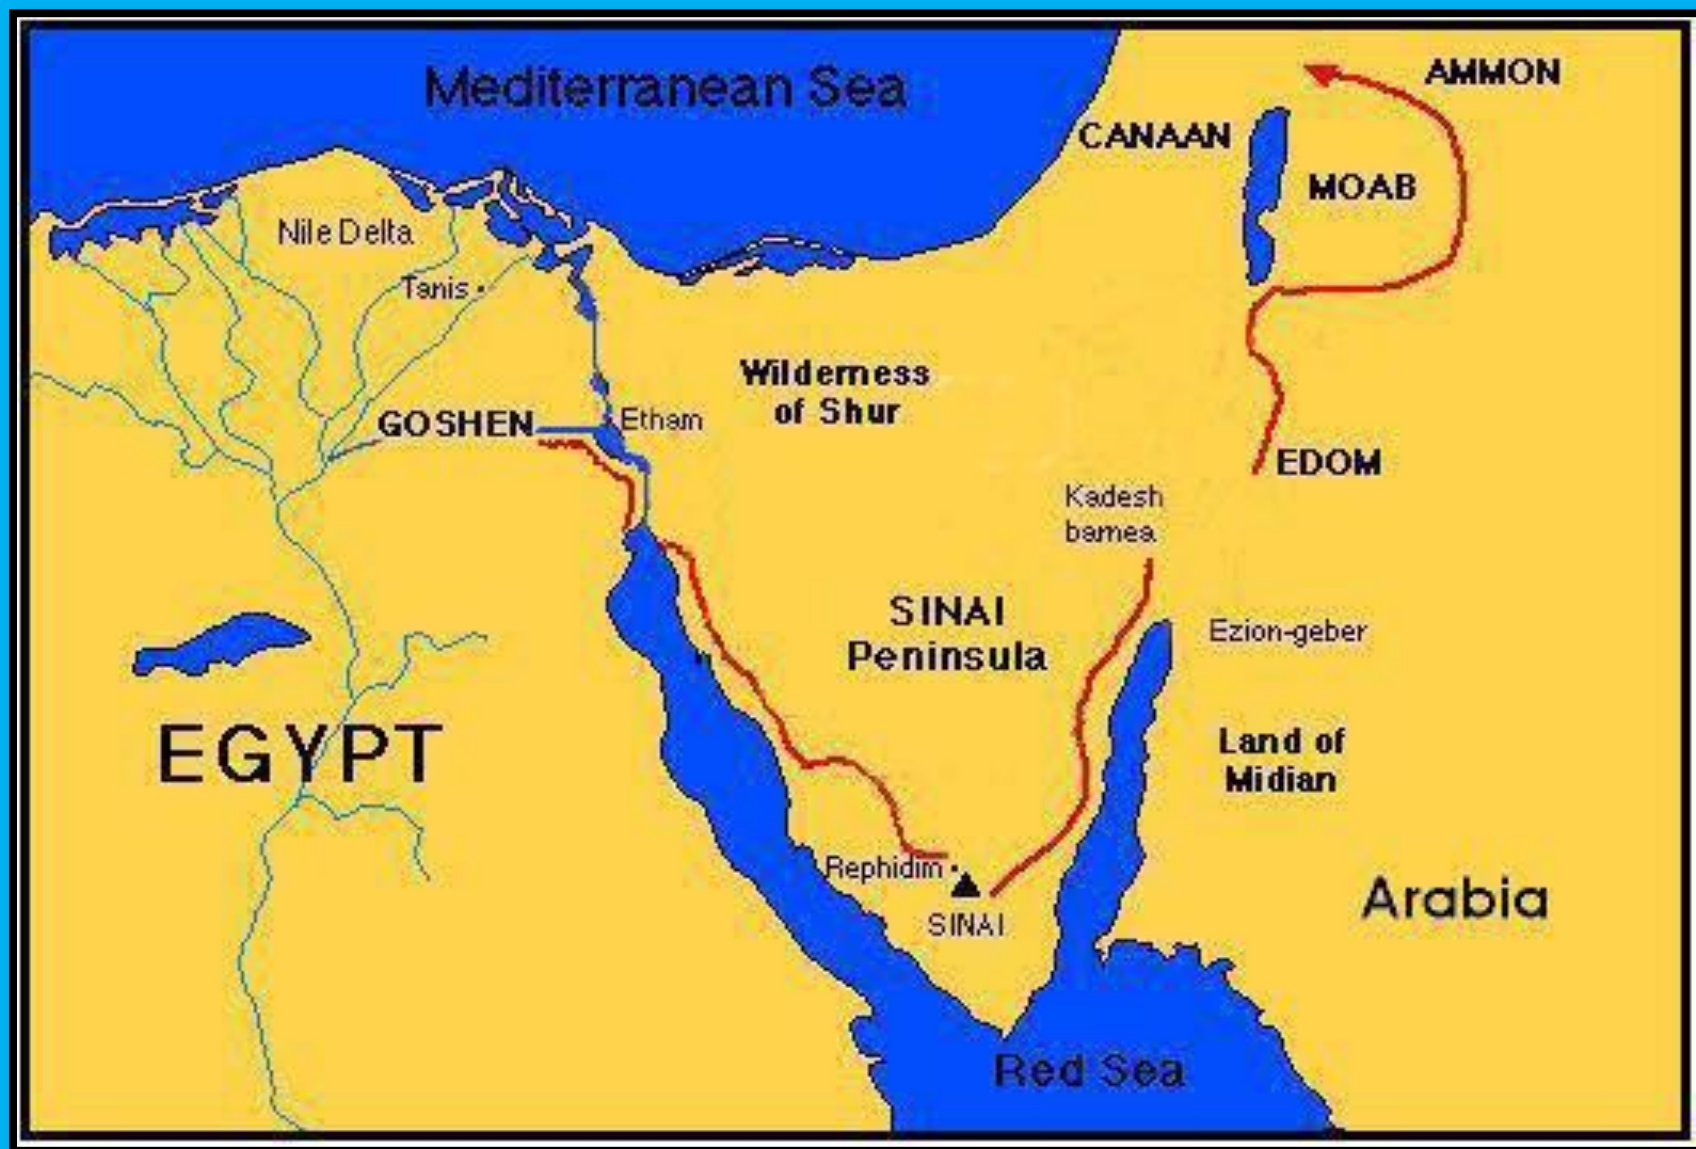 Mediterranean Sea
AMMON
CANAAN
MOAB
Nile Delta
Tanis
Wilderness
of Shur
GOSHEN
Etham
EDOM
Kadesh
barnea
SINAI
Peninsula
Ezion-geber
EGYPT
Land of
Midian
Rephidim
SINAI
Arabia
Red Sea